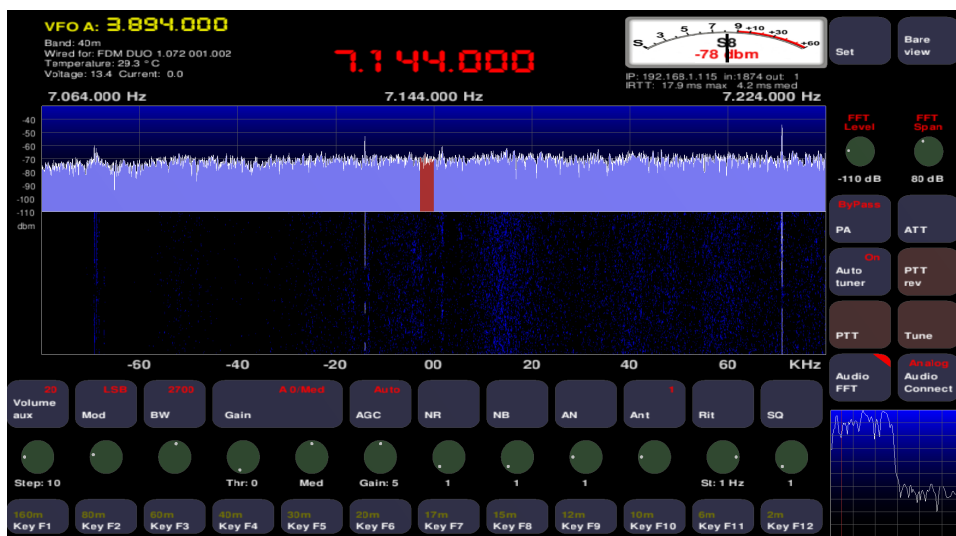 VFO A: 3.894.000
Band: 40m
Wired for: FDM DUO 1.072 001.002
Temperature: 29.3 ° C
Voltage: 13.4 Current: 0.0
7.144.000
S 3 5 7 9 +10 +30 +60
S8
-78 dbm
IP: 192.168.1.115 in:1874 out: 1
IRTT: 17.9 ms max 4.2 ms med
Set
Bare
view
7.064.000 Hz 7.144.000 Hz 7.224.000 Hz
-40
-50
-60
-70
-80
-90
-100
-110
dbm
FFT
Level
-110 dB
FFT
Span
80 dB
ByPass
PA
ATT
On
Auto
tuner
PTT
rev
PTT
Tune
Audio
FFT
Analog
Audio
Connect
-60 -40 -20 00 20 40 60 KHz
20
Volume
aux
LSB
Mod
2700
BW
A 0/Med
Gain
Auto
AGC
NR
NB
AN
1
Ant
Rit
SQ
Step: 10
Thr: 0
Med
Gain: 5
1
1
1
St: 1 Hz
1
160m
Key F1
80m
Key F2
60m
Key F3
40m
Key F4
30m
Key F5
20m
Key F6
17m
Key F7
15m
Key F8
12m
Key F9
10m
Key F10
6m
Key F11
2m
Key F12